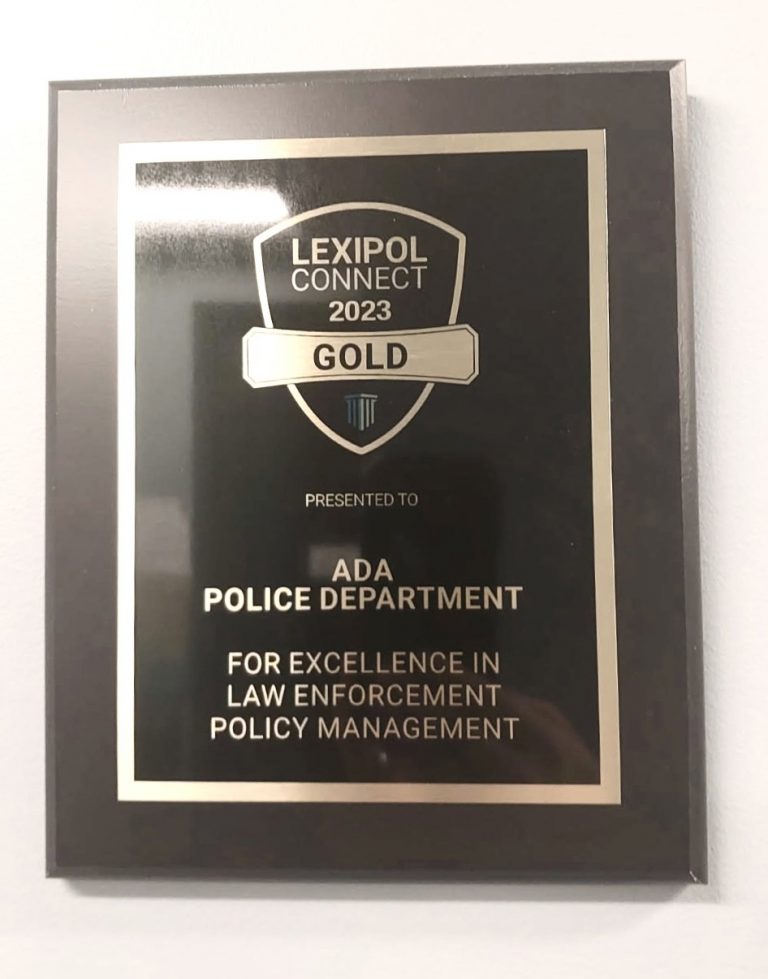 LEXIPOL
CONNECT
2023
GOLD
PRESENTED TO
ADA
POLICE DEPARTMENT
FOR EXCELLENCE IN
LAW ENFORCEMENT
POLICY MANAGEMENT